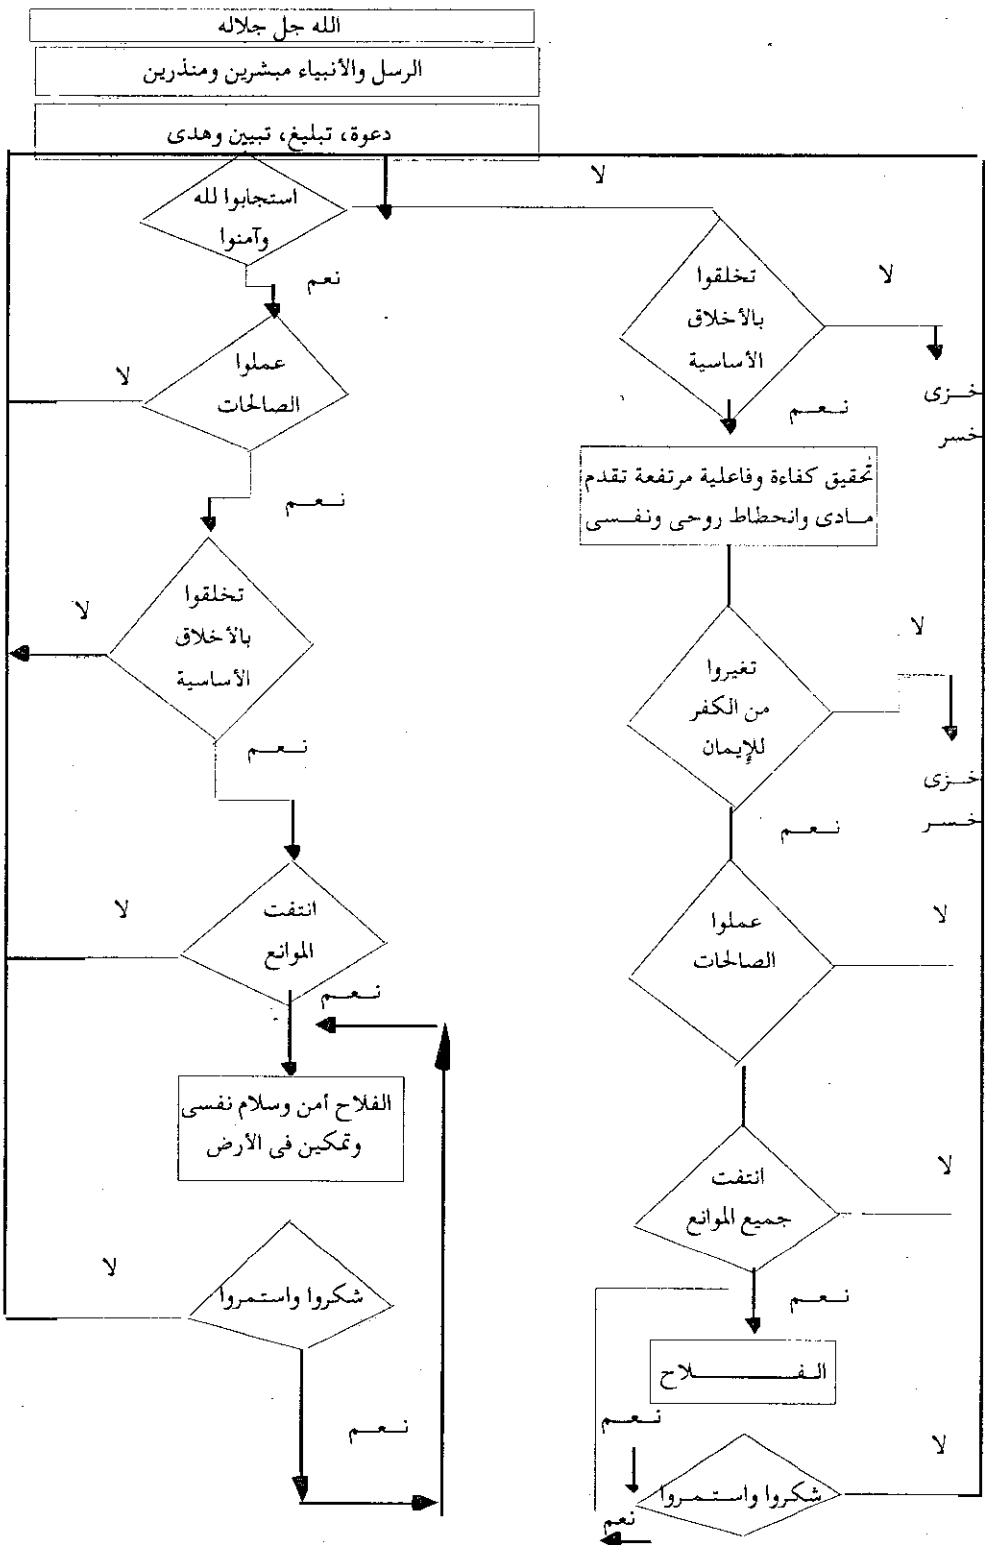 الله جل جلاله
الرسل والأنبياء مبشرين ومنذرين
دعوة، تبليغ، تبيين وهدى
استجابوا لله
وآمنوا
لا
نعم
عملوا
الصالحات
لا
نعم
تخلقوا
بالأخلاق
الأساسية
لا
نعم
انتفت
الموانع
لا
نعم
الفلاح أمن وسلام نفسى
وتمكين فى الأرض
شكروا واستمروا
لا
نعم
تخلقوا
بالأخلاق
الأساسية
لا
خزى
خسر
نعم
تُحقيق كفاءة وفاعلية مرتفعة تقدم
مادى وانحطاط روحى ونفسى
تغيروا
من الكفر
للإيمان
لا
خزى
خسر
نعم
عملوا
الصالحات
لا
انتفت
جميع الموانع
لا
نعم
الفلاح
نعم
شكروا واستمروا
لا
نعم